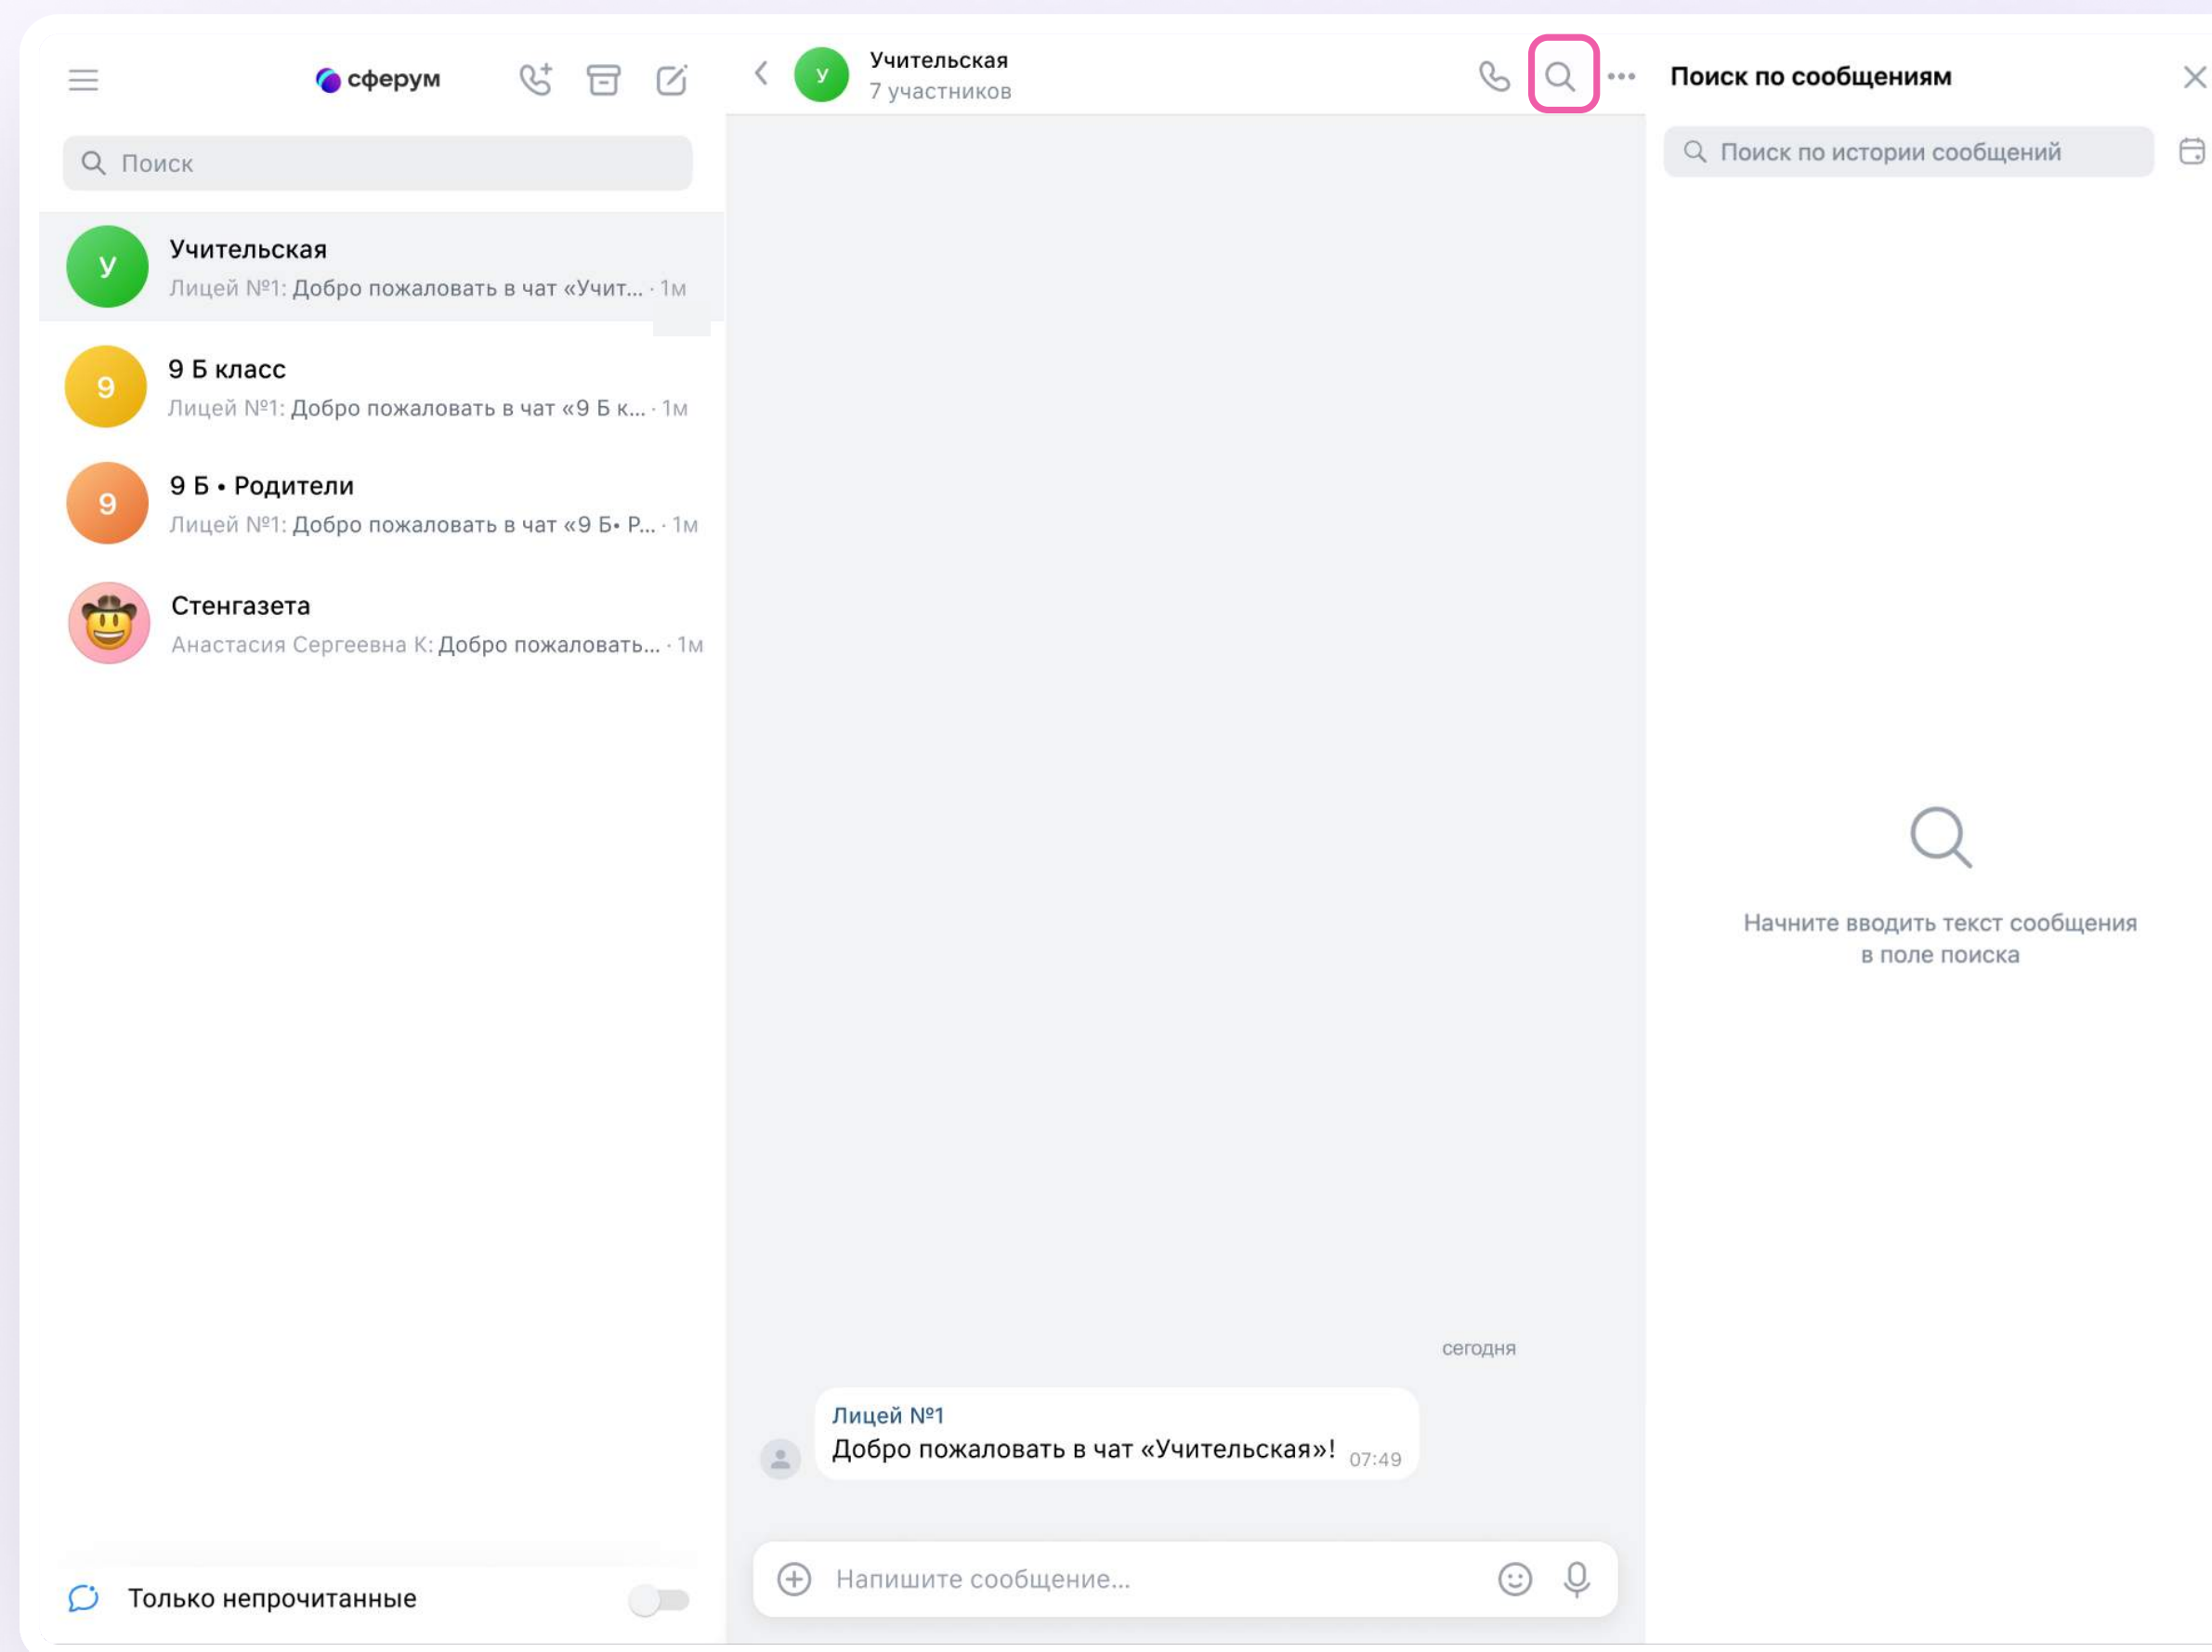 сферум
Поиск
У
Учительская
Лицей №1: Добро пожаловать в чат «Учит... · 1м
9
9 Б класс
Лицей №1: Добро пожаловать в чат «9 Б к... · 1м
9
9 Б • Родители
Лицей №1: Добро пожаловать в чат «9 Б• Р... · 1м
Стенгазета
Анастасия Сергеевна К: Добро пожаловать... · 1м
Только непрочитанные
У
Учительская
7 участников
сегодня
Лицей №1
Добро пожаловать в чат «Учительская»! 07:49
Напишите сообщение...
Поиск по сообщениям
Поиск по истории сообщений
Начните вводить текст сообщения
в поле поиска